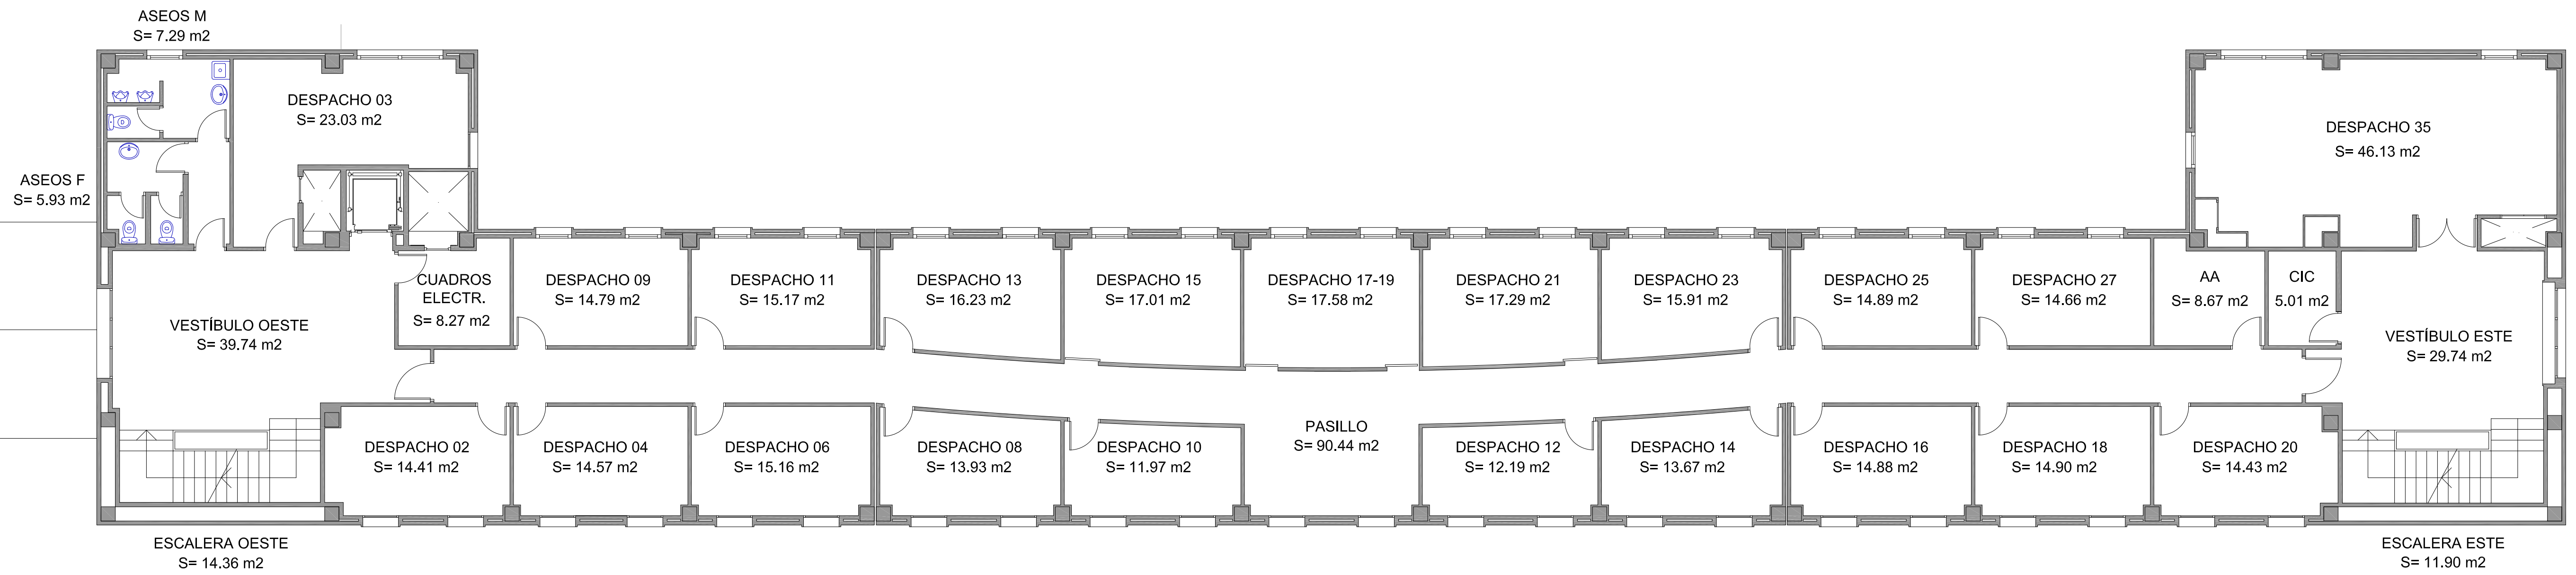 ASEOS M
S= 7.29 m2
DESPACHO 03
S= 23.03 m2
DESPACHO 35
S= 46.13 m2
ASEOS F
S= 5.93 m2
CUADROS
ELECTR.
S= 8.27 m2
DESPACHO 09
S= 14.79 m2
DESPACHO 11
S= 15.17 m2
DESPACHO 13
S= 16.23 m2
DESPACHO 15
S= 17.01 m2
DESPACHO 17-19
S= 17.58 m2
DESPACHO 21
S= 17.29 m2
DESPACHO 23
S= 15.91 m2
DESPACHO 25
S= 14.89 m2
DESPACHO 27
S= 14.66 m2
AA
S= 8.67 m2
CIC
5.01 m2
VESTÍBULO OESTE
S= 39.74 m2
VESTÍBULO ESTE
S= 29.74 m2
DESPACHO 02
S= 14.41 m2
DESPACHO 04
S= 14.57 m2
DESPACHO 06
S= 15.16 m2
DESPACHO 08
S= 13.93 m2
DESPACHO 10
S= 11.97 m2
PASILLO
S= 90.44 m2
DESPACHO 12
S= 12.19 m2
DESPACHO 14
S= 13.67 m2
DESPACHO 16
S= 14.88 m2
DESPACHO 18
S= 14.90 m2
DESPACHO 20
S= 14.43 m2
ESCALERA OESTE
S= 14.36 m2
ESCALERA ESTE
S= 11.90 m2